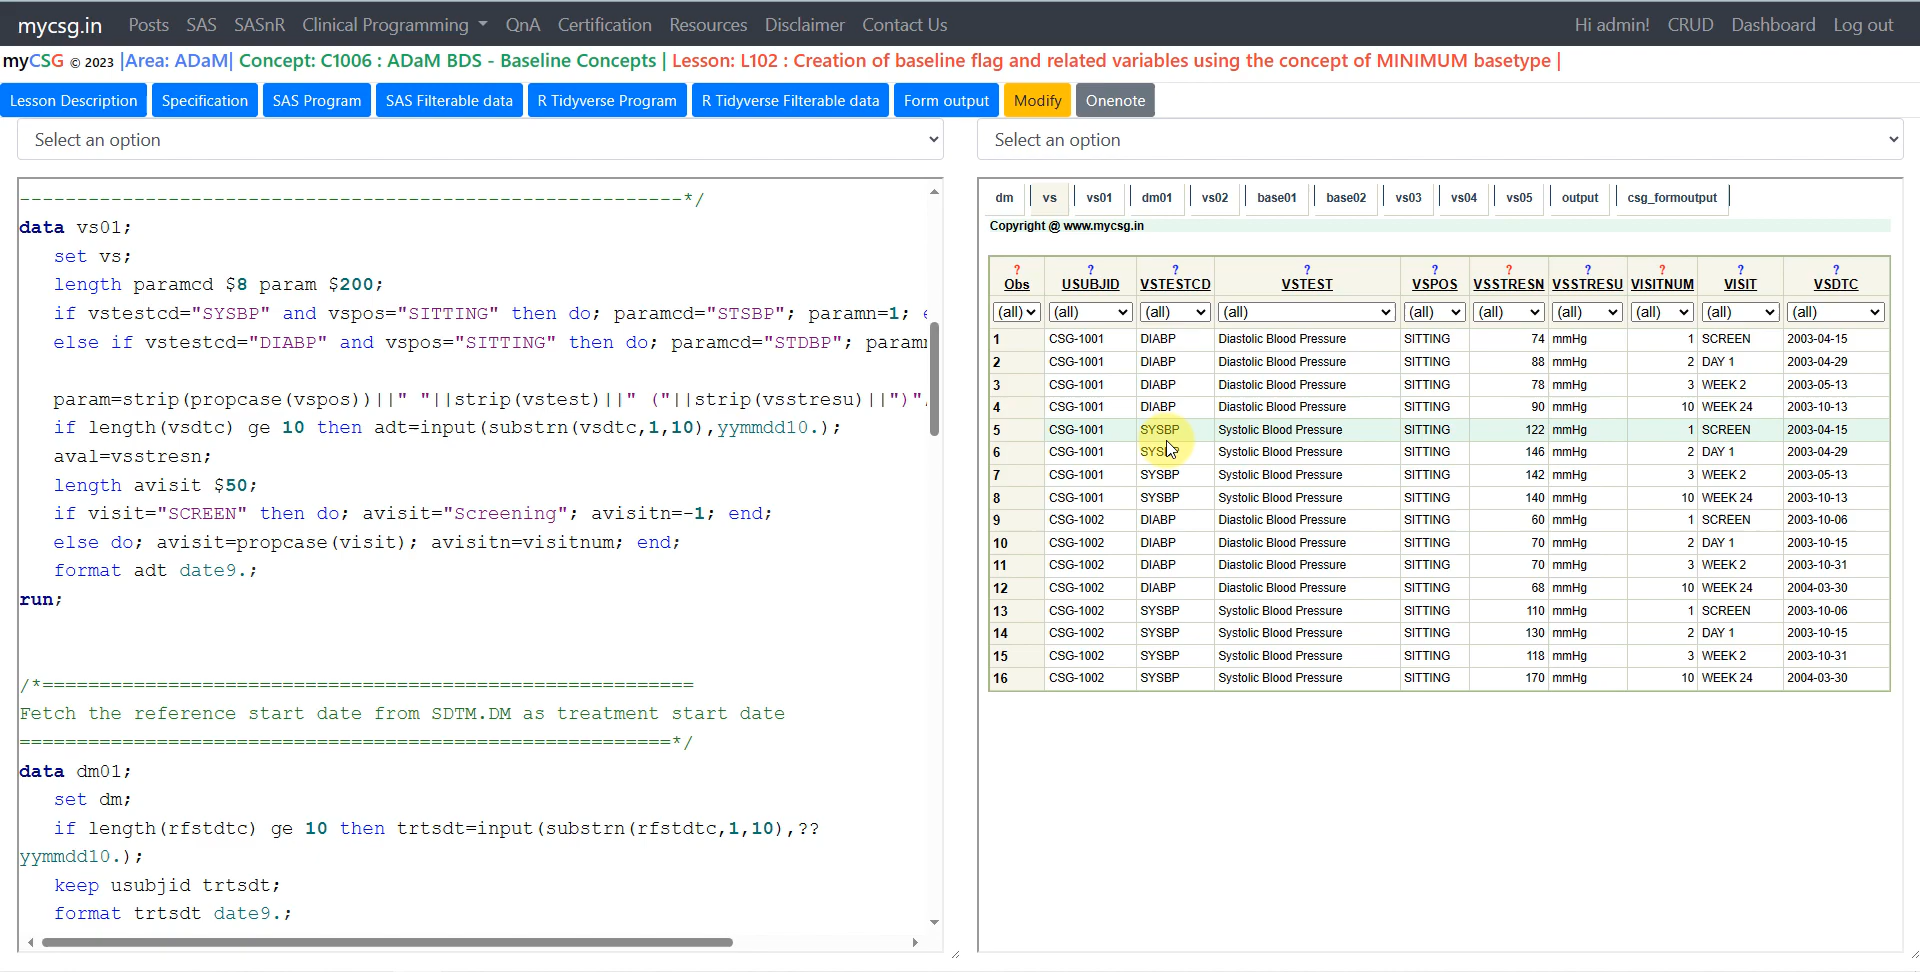 mycsg.in Posts SAS SASnR Clinical Programming QnA Certification Resources Disclaimer Contact Us Hi admin! CRUD Dashboard Log out
myCSG © 2023 |Area: ADaM| Concept: C1006 : ADaM BDS - Baseline Concepts | Lesson: L102 : Creation of baseline flag and related variables using the concept of MINIMUM basetype |
Lesson Description Specification SAS Program SAS Filterable data R Tidyverse Program R Tidyverse Filterable data Form output Modify Onenote
Select an option
----------------------------------------------------------*/
data vs01;
set vs;
length paramcd $8 param $200;
if vstestcd="SYSBP" and vspos="SITTING" then do; paramcd="STSBP"; paramn=1;
else if vstestcd="DIABP" and vspos="SITTING" then do; paramcd="STDBP"; param
param=strip(propcase(vspos))||" "||strip(vstest)||" ("||strip(vsstresu)||")"
if length(vsdtc) ge 10 then adt=input(substrn(vsdtc,1,10),yymmdd10.);
aval=vsstresn;
length avisit $50;
if visit="SCREEN" then do; avisit="Screening"; avisitn=-1; end;
else do; avisit=propcase(visit); avisitn=visitnum; end;
format adt date9.;
run;
/*=========================================================
Fetch the reference start date from SDTM.DM as treatment start date
=========================================================*/
data dm01;
set dm;
if length(rfstdtc) ge 10 then trtsdt=input(substrn(rfstdtc,1,10),??
yymmdd10.);
keep usubjid trtsdt;
format trtsdt date9.;
Select an option
dm vs vs01 dm01 vs02 base01 base02 vs03 vs04 vs05 output csg_formoutput
Copyright @ www.mycsg.in
? ? ? ? ? ? ? ? ? ?
Obs USUBJID VSTESTCD VSTEST VSPOS VSSTRESN VSSTRESU VISITNUM VISIT VSDTC
(all) (all) (all) (all) (all) (all) (all) (all) (all) (all)
1 CSG-1001 DIABP Diastolic Blood Pressure SITTING 74 mmHg 1 SCREEN 2003-04-15
2 CSG-1001 DIABP Diastolic Blood Pressure SITTING 88 mmHg 2 DAY 1 2003-04-29
3 CSG-1001 DIABP Diastolic Blood Pressure SITTING 78 mmHg 3 WEEK 2 2003-05-13
4 CSG-1001 DIABP Diastolic Blood Pressure SITTING 90 mmHg 10 WEEK 24 2003-10-13
5 CSG-1001 SYSBP Systolic Blood Pressure SITTING 122 mmHg 1 SCREEN 2003-04-15
6 CSG-1001 SYSBP Systolic Blood Pressure SITTING 146 mmHg 2 DAY 1 2003-04-29
7 CSG-1001 SYSBP Systolic Blood Pressure SITTING 142 mmHg 3 WEEK 2 2003-05-13
8 CSG-1001 SYSBP Systolic Blood Pressure SITTING 140 mmHg 10 WEEK 24 2003-10-13
9 CSG-1002 DIABP Diastolic Blood Pressure SITTING 60 mmHg 1 SCREEN 2003-10-06
10 CSG-1002 DIABP Diastolic Blood Pressure SITTING 70 mmHg 2 DAY 1 2003-10-15
11 CSG-1002 DIABP Diastolic Blood Pressure SITTING 70 mmHg 3 WEEK 2 2003-10-31
12 CSG-1002 DIABP Diastolic Blood Pressure SITTING 68 mmHg 10 WEEK 24 2004-03-30
13 CSG-1002 SYSBP Systolic Blood Pressure SITTING 110 mmHg 1 SCREEN 2003-10-06
14 CSG-1002 SYSBP Systolic Blood Pressure SITTING 130 mmHg 2 DAY 1 2003-10-15
15 CSG-1002 SYSBP Systolic Blood Pressure SITTING 118 mmHg 3 WEEK 2 2003-10-31
16 CSG-1002 SYSBP Systolic Blood Pressure SITTING 170 mmHg 10 WEEK 24 2004-03-30